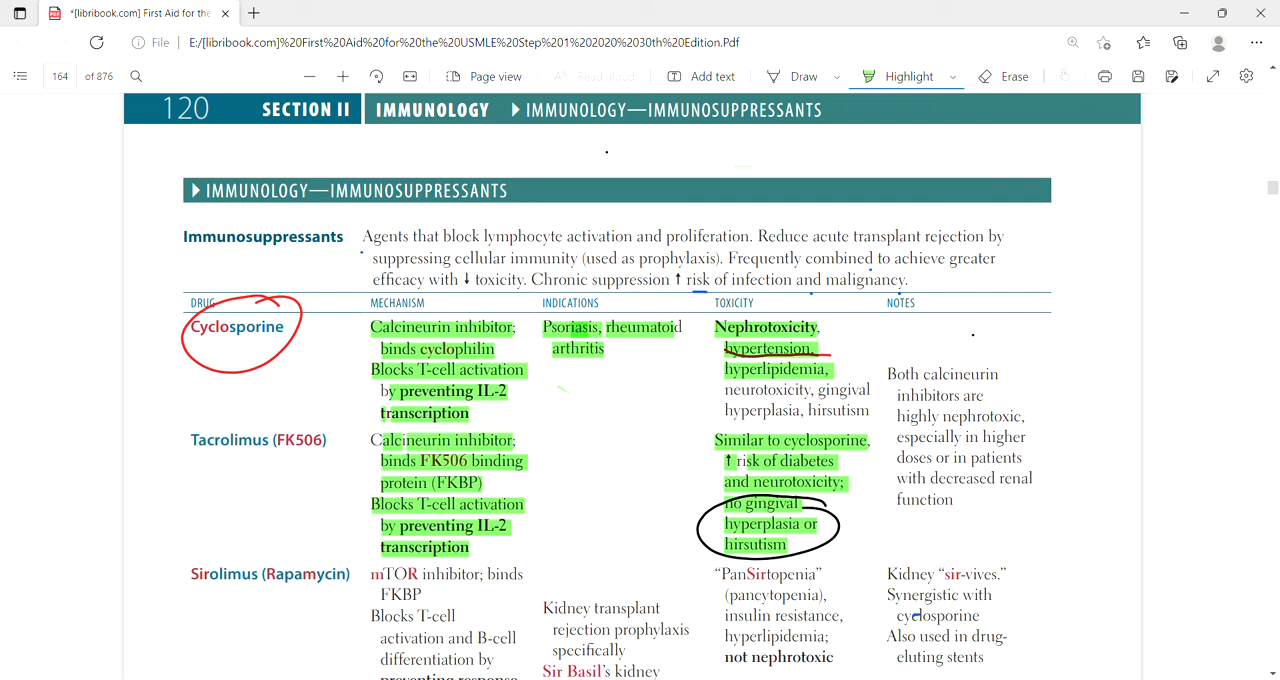 *[libribook.com] First Aid for the
File E:/[libribook.com]%20First%20Aid%20for%20the%20USMLE%20Step%201%202020%2030th%20Edition.Pdf
164 of 876 Page view Read aloud Add text Draw Highlight Erase
120 SECTION II IMMUNOLOGY IMMUNOLOGY—IMMUNOSUPPRESSANTS
IMMUNOLOGY—IMMUNOSUPPRESSANTS
Immunosuppressants Agents that block lymphocyte activation and proliferation. Reduce acute transplant rejection by
suppressing cellular immunity (used as prophylaxis). Frequently combined to achieve greater
efficacy with ↓ toxicity. Chronic suppression ↑ risk of infection and malignancy.
DRUG MECHANISM INDICATIONS TOXICITY NOTES
Cyclosporine
Calcineurin inhibitor;
binds cyclophilin
Blocks T-cell activation
by preventing IL-2
transcription
Psoriasis, rheumatoid
arthritis
Nephrotoxicity,
hypertension,
hyperlipidemia,
neurotoxicity, gingival
hyperplasia, hirsutism
Both calcineurin
inhibitors are
highly nephrotoxic,
especially in higher
doses or in patients
with decreased renal
function
Tacrolimus (FK506)
Calcineurin inhibitor;
binds FK506 binding
protein (FKBP)
Blocks T-cell activation
by preventing IL-2
transcription
Similar to cyclosporine,
↑ risk of diabetes
and neurotoxicity;
no gingival
hyperplasia or
hirsutism
Sirolimus (Rapamycin)
mTOR inhibitor; binds
FKBP
Blocks T-cell
activation and B-cell
differentiation by
preventing response
Kidney transplant
rejection prophylaxis
specifically
Sir Basil's kidney
"PanSirtopenia"
(pancytopenia),
insulin resistance,
hyperlipidemia;
not nephrotoxic
Kidney "sir-vives."
Synergistic with
cyclosporine
Also used in drug-
eluting stents